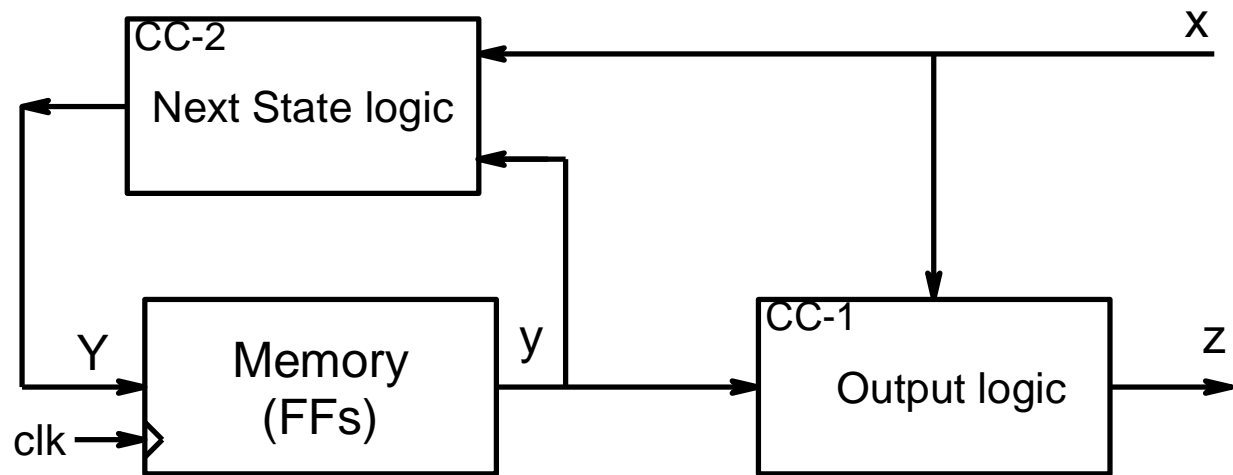 CC-2
x
Next State logic
CC-1
Y
Memory
(FFs)
y
Output logic
z
clk